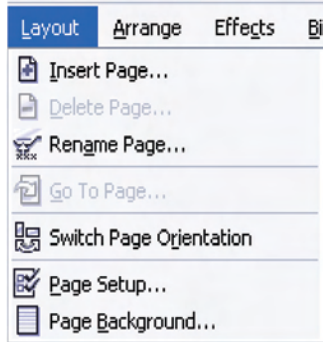 Layout Arrange Effects Bi
Insert Page...
Delete Page...
Rename Page...
Go To Page...
Switch Page Orientation
Page Setup...
Page Background...